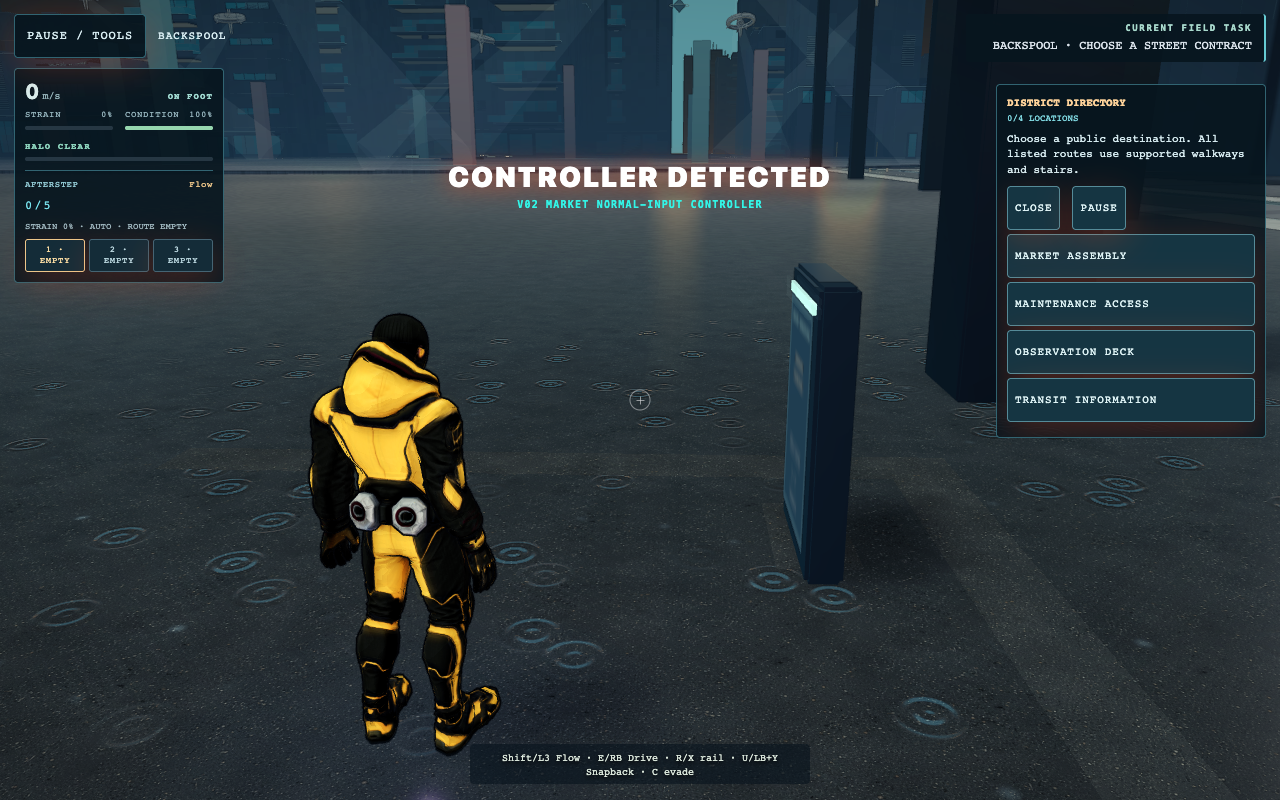 PAUSE / TOOLS
BACKSPOOL
0 m/s
ON FOOT
STRAIN 0%
CONDITION 100%
HALO CLEAR
AFTERSTEP
Flow
0 / 5
STRAIN 0% · AUTO · ROUTE EMPTY
1 ·
EMPTY
2 ·
EMPTY
3 ·
EMPTY
CONTROLLER DETECTED
V02 MARKET NORMAL-INPUT CONTROLLER
CURRENT FIELD TASK
BACKSPOOL · CHOOSE A STREET CONTRACT
DISTRICT DIRECTORY
0/4 LOCATIONS
Choose a public destination. All
listed routes use supported walkways
and stairs.
CLOSE
PAUSE
MARKET ASSEMBLY
MAINTENANCE ACCESS
OBSERVATION DECK
TRANSIT INFORMATION
Shift/L3 Flow · E/RB Drive · R/X rail · U/LB+Y
Snapback · C evade